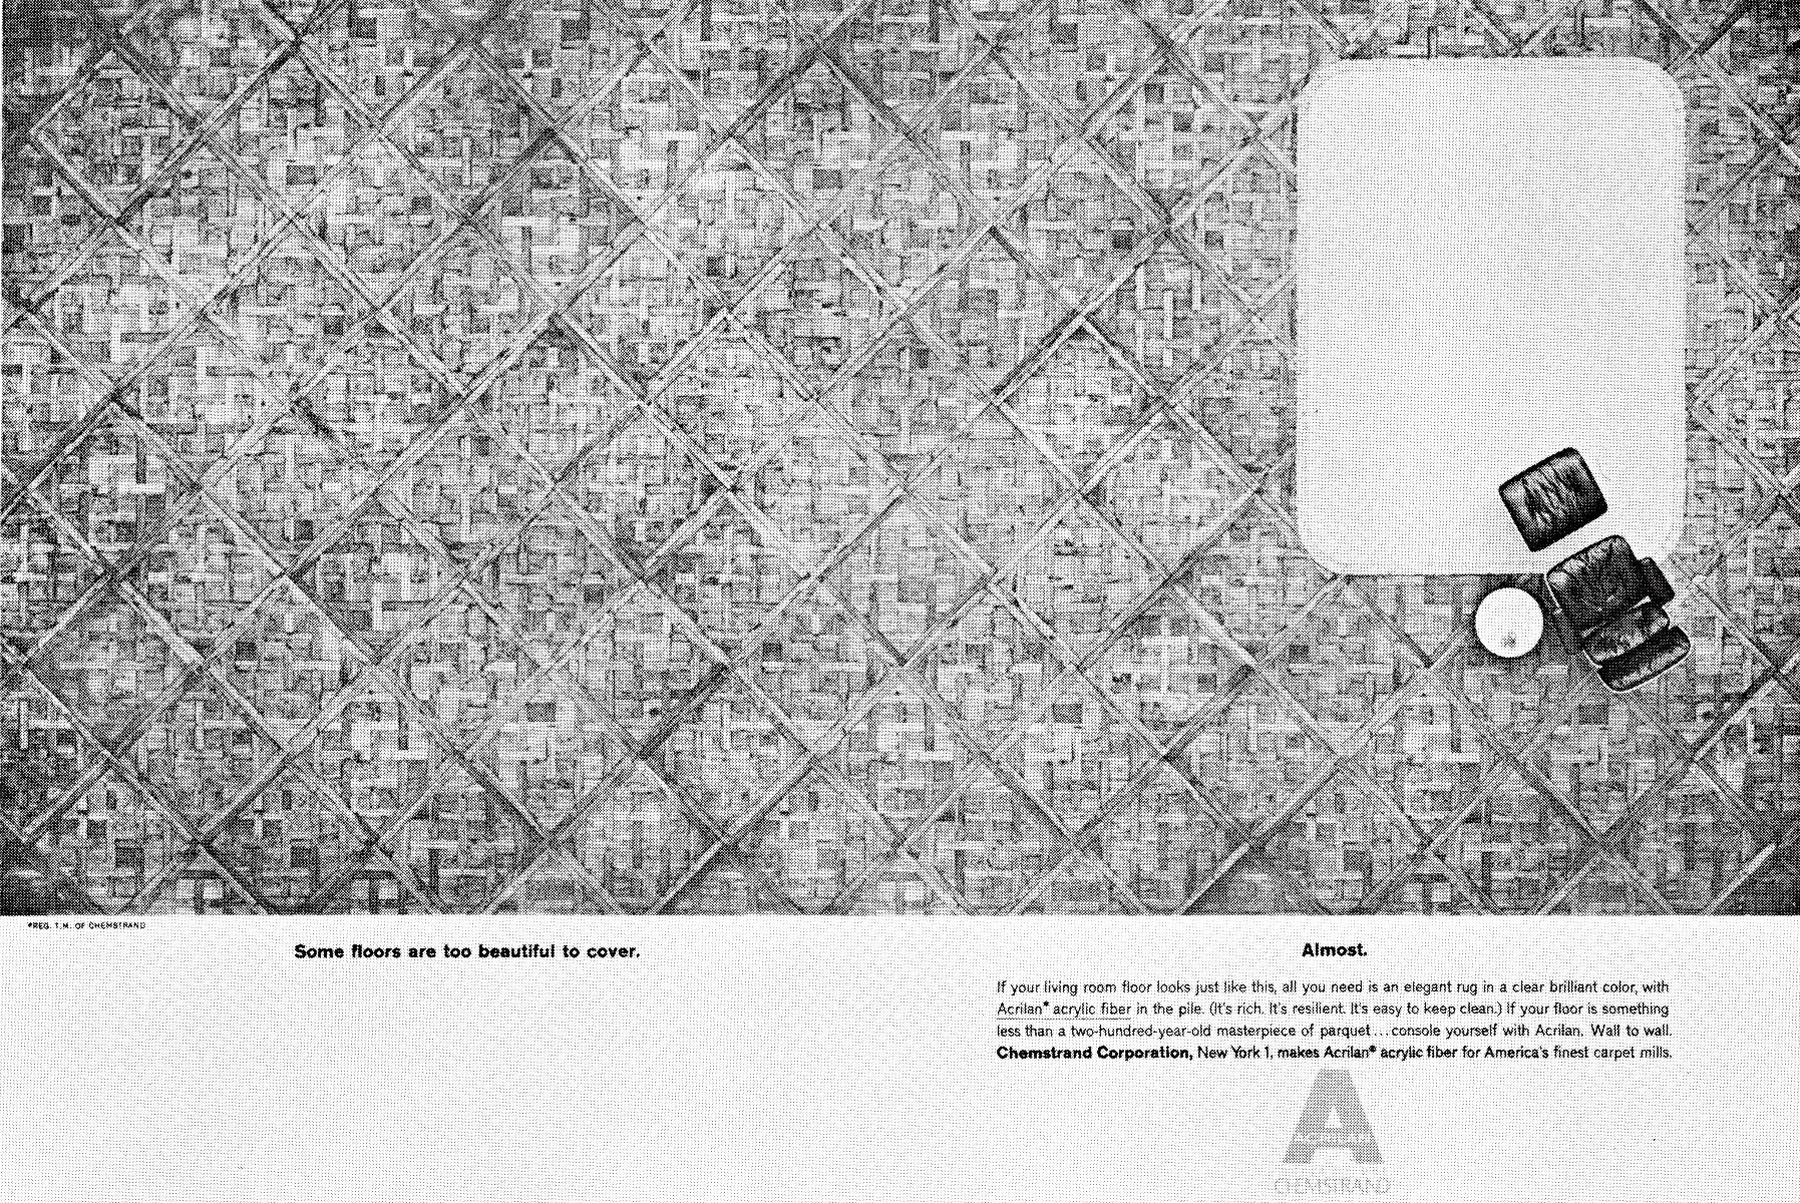 *REG. T.M. OF CHEMSTRAND
Some floors are too beautiful to cover.
Almost.
If your living room floor looks just like this, all you need is an elegant rug in a clear brilliant color, with
Acrilan* acrylic fiber in the pile. (It's rich. It's resilient. It's easy to keep clean.) If your floor is something
less than a two-hundred-year-old masterpiece of parquet...console yourself with Acrilan. Wall to wall.
Chemstrand Corporation, New York 1, makes Acrilan® acrylic fiber for America's finest carpet mills.
A
CHEMSTRAND